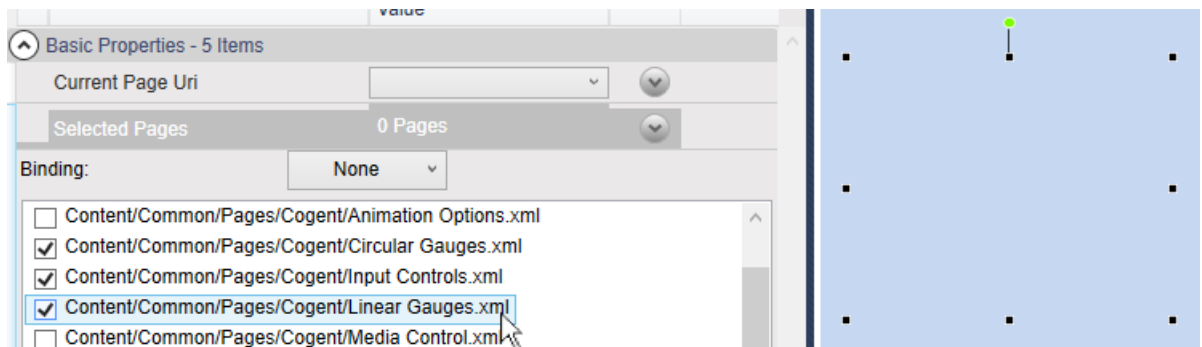 Value
Basic Properties - 5 Items
Current Page Uri
Selected Pages 0 Pages
Binding: None
Content/Common/Pages/Cogent/Animation Options.xml
Content/Common/Pages/Cogent/Circular Gauges.xml
Content/Common/Pages/Cogent/Input Controls.xml
Content/Common/Pages/Cogent/Linear Gauges.xml
Content/Common/Pages/Cogent/Media Control.xml